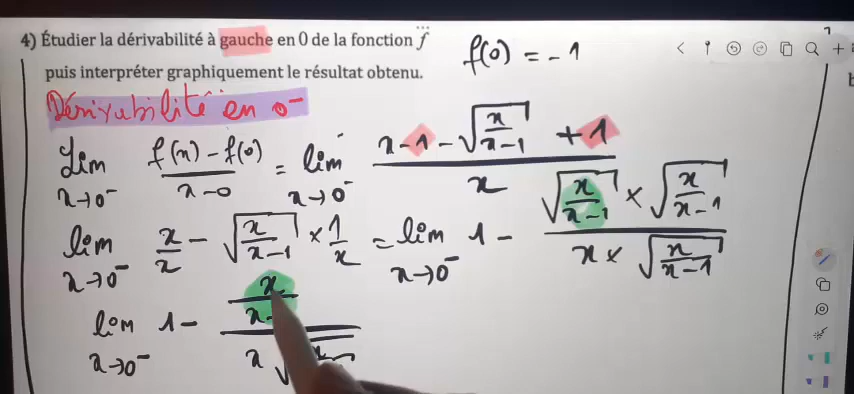 4) Étudier la dérivabilité à gauche en 0 de la fonction f
puis interpréter graphiquement le résultat obtenu.
f(0) = -1
Dérivabilité en 0⁻
lim x→0⁻ (f(x) - f(0))/(x-0) = lim x→0⁻ (x - 1 - √(x/(x-1)) + 1)/x
lim x→0⁻ x/x - √(x/(x-1)) × 1/x = lim x→0⁻ 1 - (√(x/(x-1)) × √(x/(x-1)))/(x × √(x/(x-1)))
lim x→0⁻ 1 - x/x- / x√